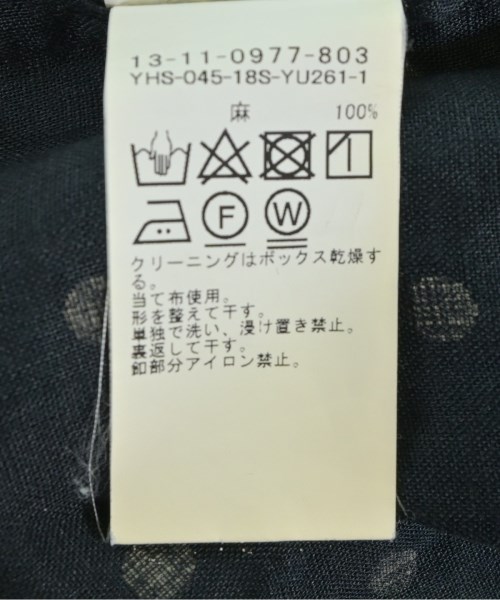 13-11-0977-803
YHS-045-18S-YU261-1
麻 100%
F W
クリーニングはボックス乾燥す
る。
当て布使用。
形を整えて干す。
単独で洗い、浸け置き禁止。
裏返して干す。
釦部分アイロン禁止。